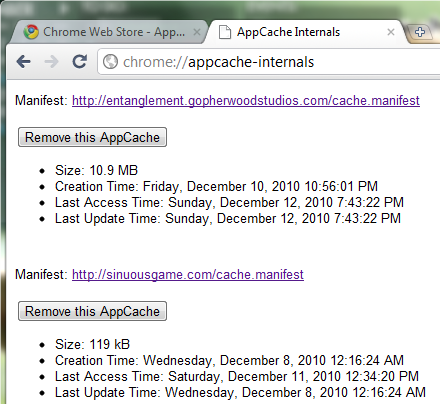 Chrome Web Store - App...
AppCache Internals
chrome://appcache-internals
Manifest: http://entanglement.gopherwoodstudios.com/cache.manifest
Remove this AppCache
Size: 10.9 MB
Creation Time: Friday, December 10, 2010 10:56:01 PM
Last Access Time: Sunday, December 12, 2010 7:43:22 PM
Last Update Time: Sunday, December 12, 2010 7:43:22 PM
Manifest: http://sinuousgame.com/cache.manifest
Remove this AppCache
Size: 119 kB
Creation Time: Wednesday, December 8, 2010 12:16:24 AM
Last Access Time: Saturday, December 11, 2010 12:34:20 PM
Last Update Time: Wednesday, December 8, 2010 12:16:24 AM